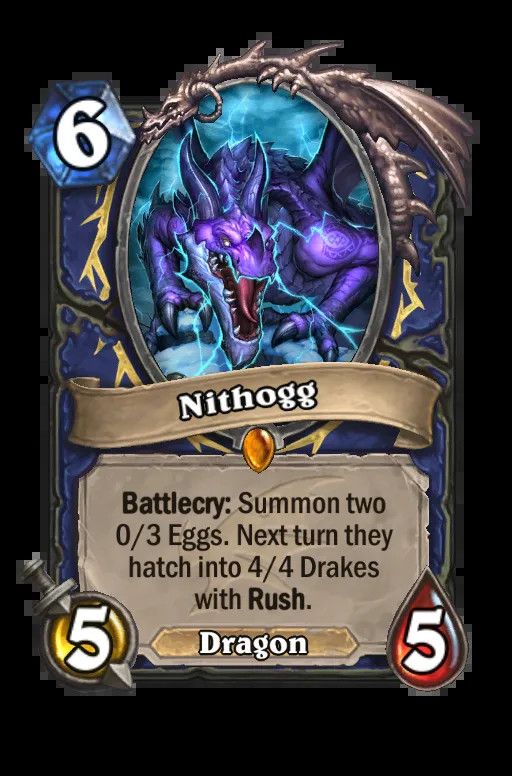 6
Nithogg
Battlecry: Summon two
0/3 Eggs. Next turn they
hatch into 4/4 Drakes
with Rush.
5
Dragon
5